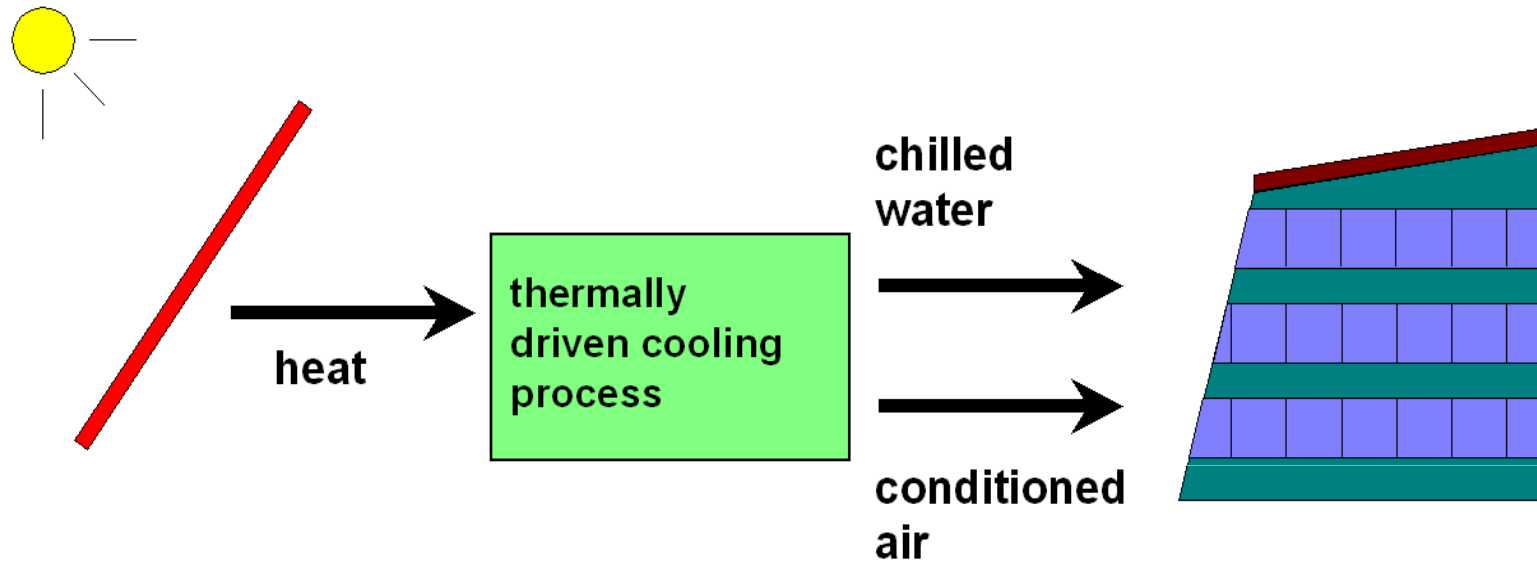 heat
thermally
driven cooling
process
chilled
water
conditioned
air